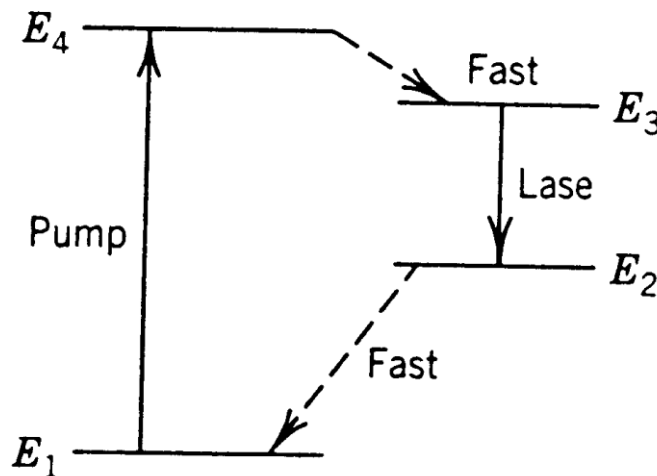 E₄
Fast
E₃
Pump
Lase
E₂
Fast
E₁